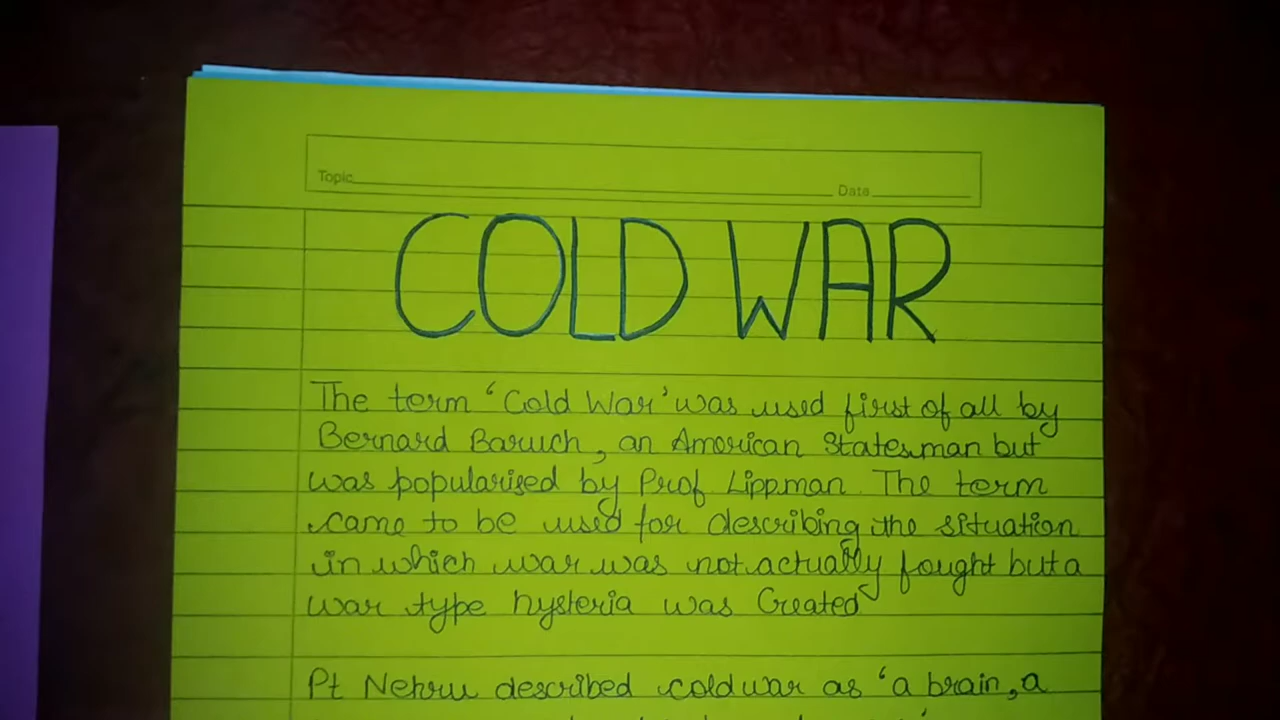 Topic
Date
COLD WAR
The term 'Cold War' was used first of all by
Bernard Baruch, an American Statesman but
was popularised by Prof Lippman. The term
came to be used for describing the situation
in which war was not actually fought but a
war type hysteria was Created
Pt Nehru described cold war as 'a brain, a